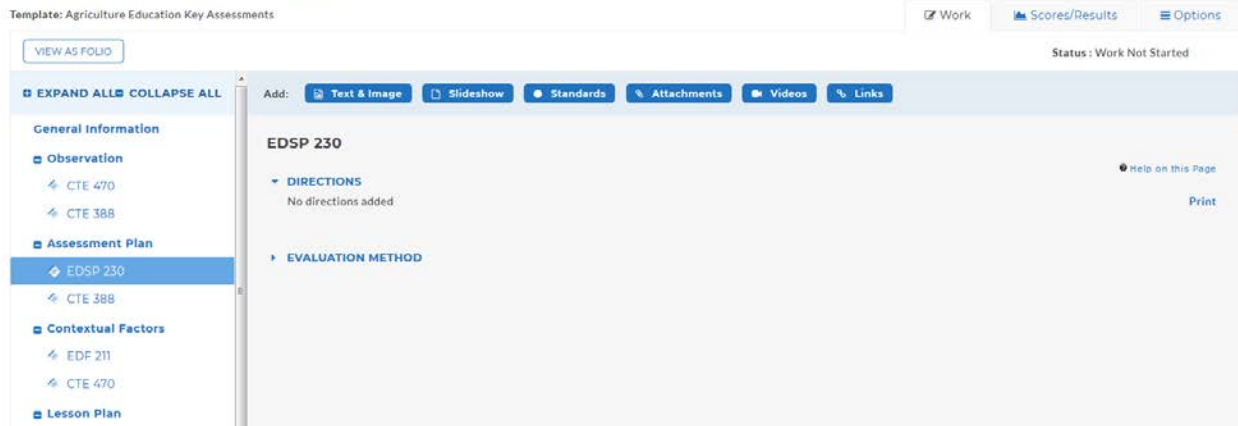 Template: Agriculture Education Key Assessments
Work
Scores/Results
Options
VIEW AS FOLIO
Status : Work Not Started
EXPAND ALL COLLAPSE ALL
Add: Text & Image Slideshow Standards Attachments Videos Links
General Information
Observation
CTE 470
CTE 388
Assessment Plan
EDSP 230
CTE 388
Contextual Factors
EDF 211
CTE 470
Lesson Plan
EDSP 230
Help on this Page
DIRECTIONS
No directions added
Print
EVALUATION METHOD